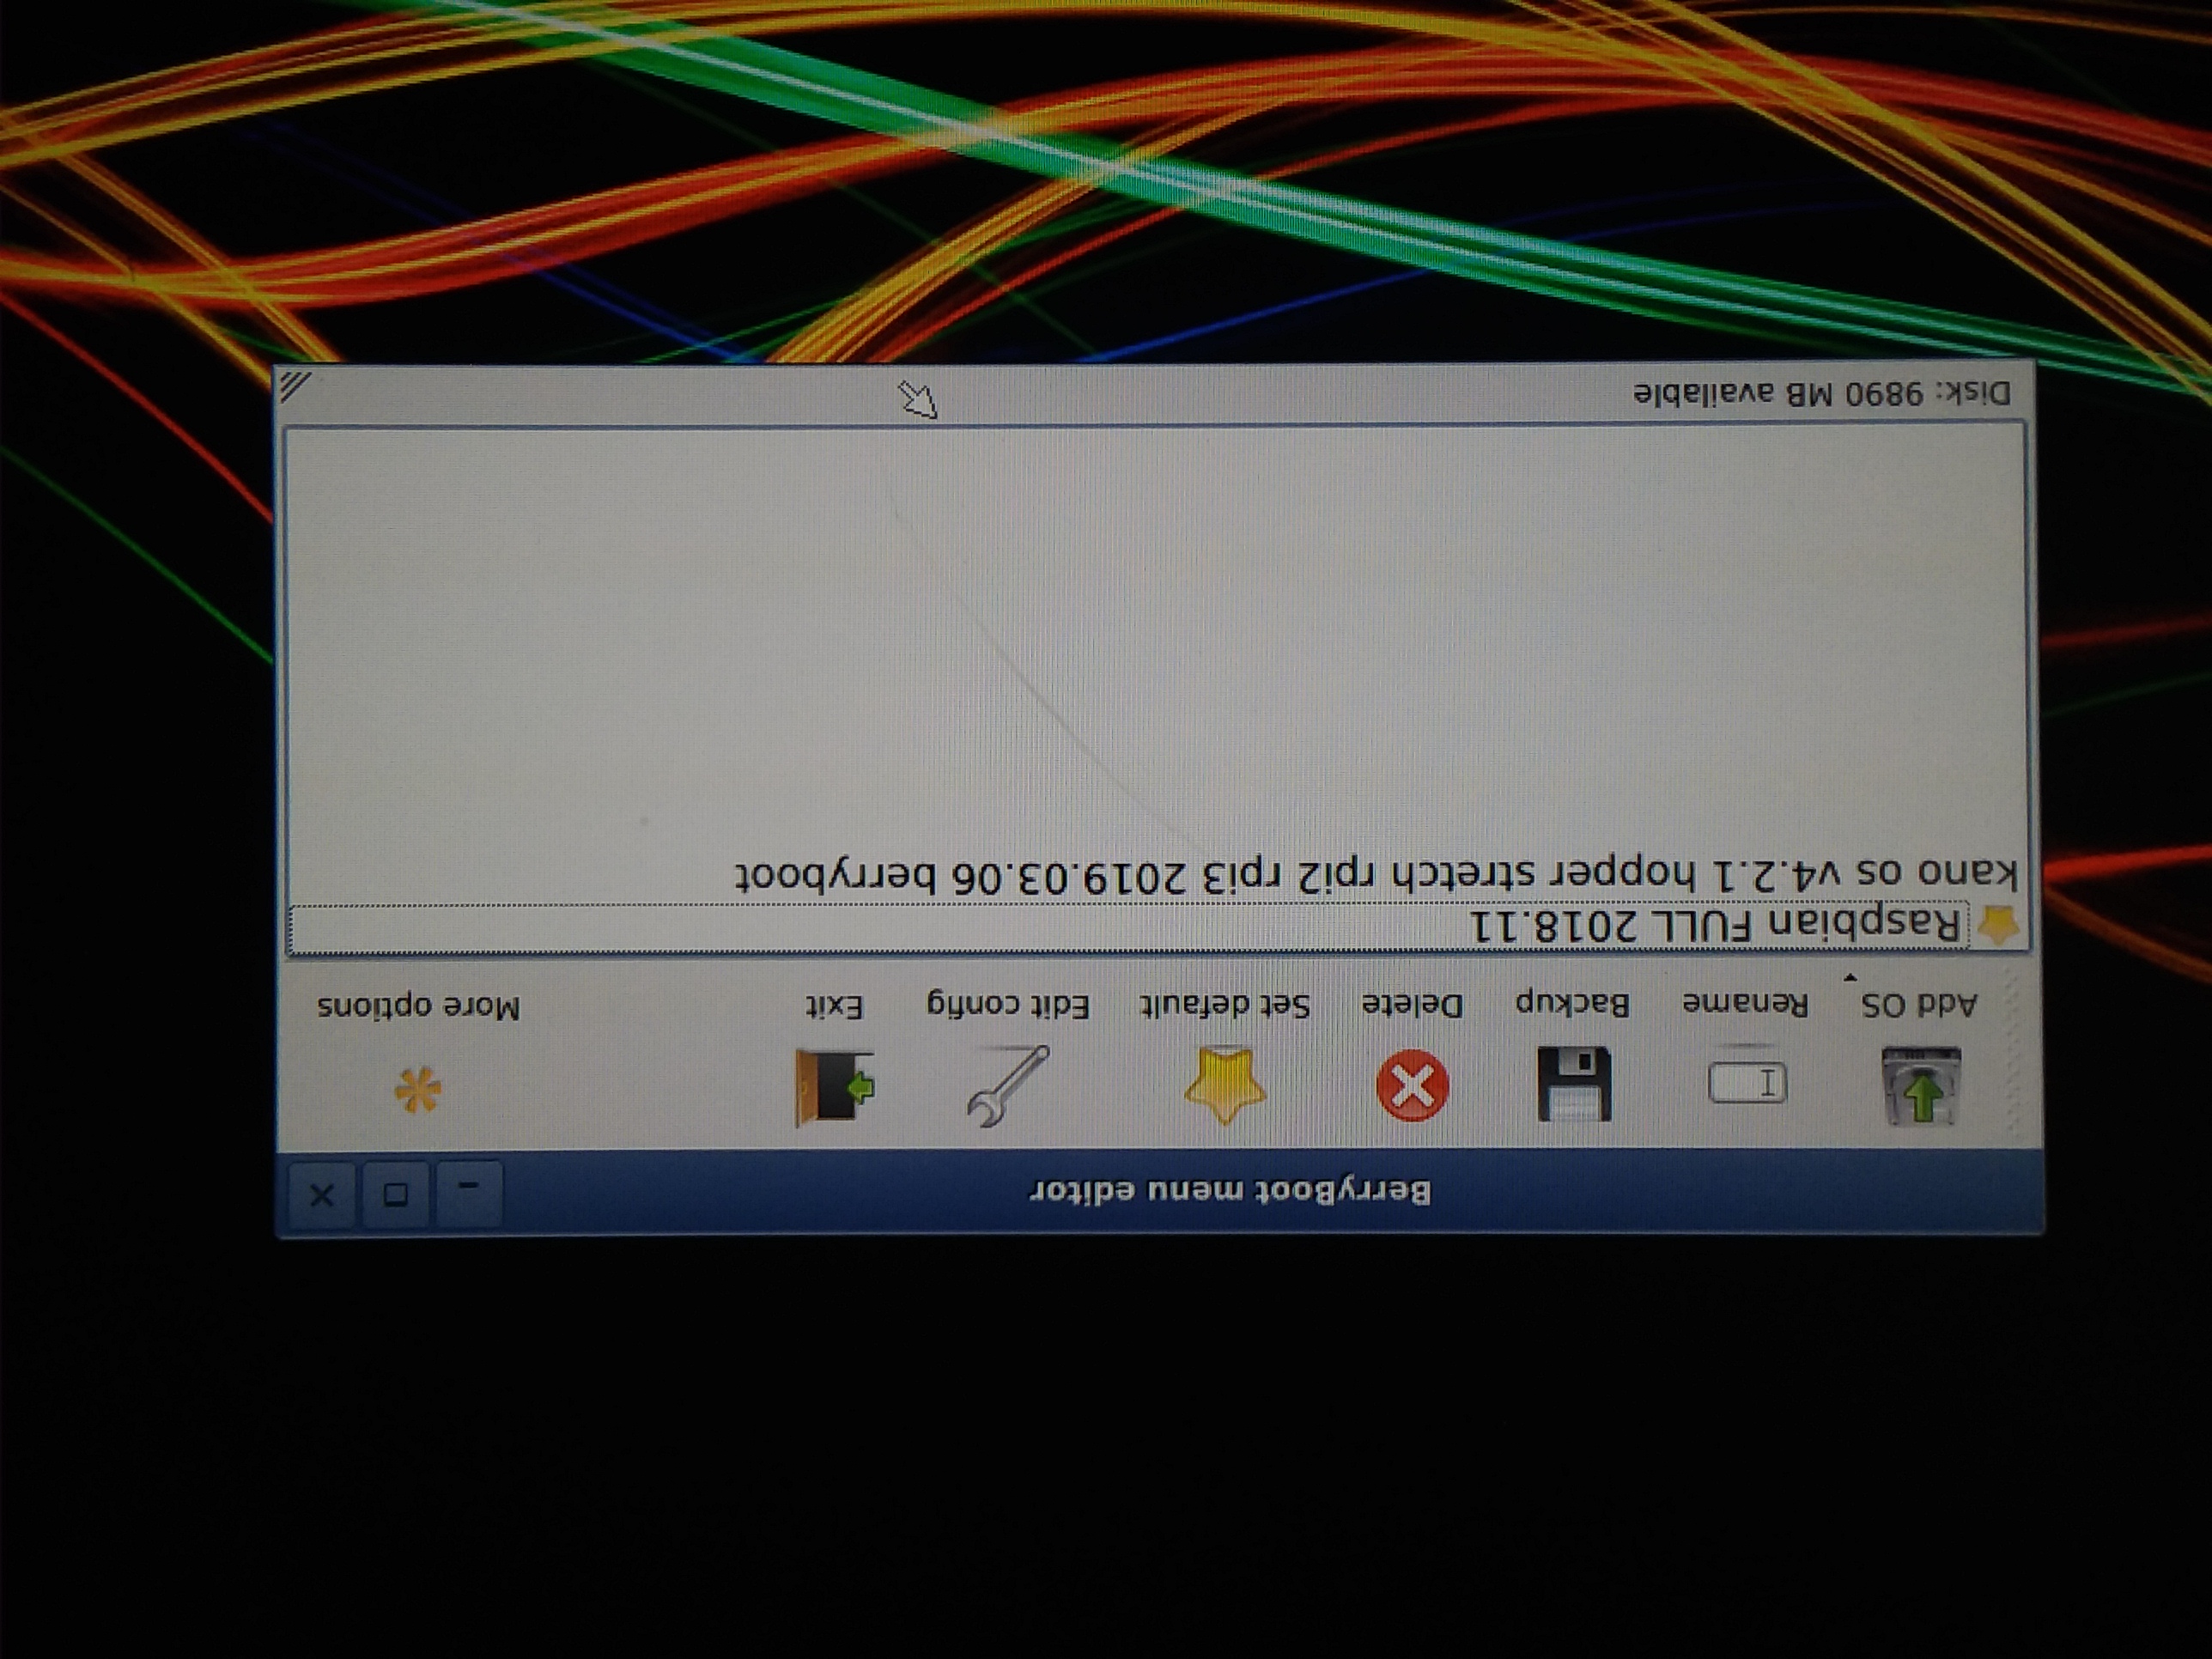 BerryBoot menu editor
Add OS Rename Backup Delete Set default Edit config Exit More options
Raspbian FULL 2018.11
kano os v4.2.1 hopper stretch rpi2 rpi3 2019.03.06 berryboot
Disk: 9890 MB available